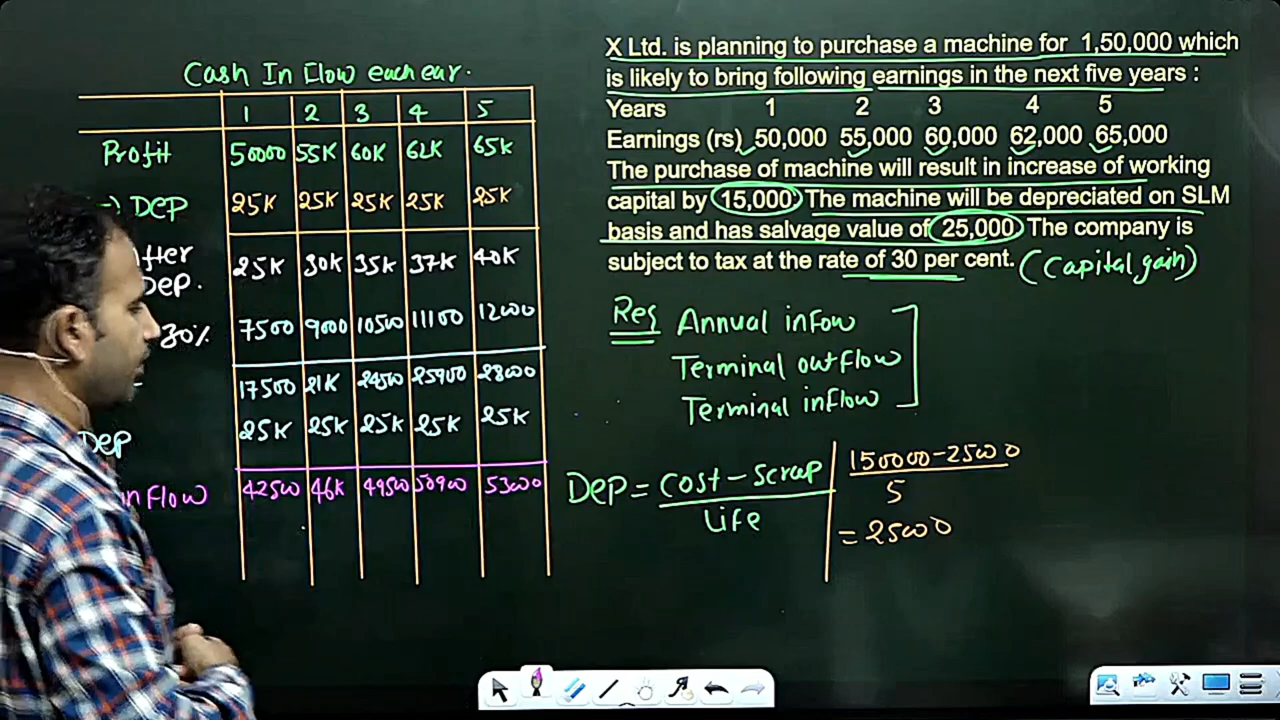 Cash In Flow each ear.
1 2 3 4 5
Profit 50000 55K 60K 62K 65K
-) Dep 25K 25K 25K 25K 25K
fter Dep. 25K 30K 35K 37K 40K
30% 7500 9000 10500 11100 12000
17500 21K 24500 25900 28000
Dep 25K 25K 25K 25K 25K
nflow 42500 46K 49500 50900 53000
X Ltd. is planning to purchase a machine for 1,50,000 which
is likely to bring following earnings in the next five years :
Years 1 2 3 4 5
Earnings (rs) 50,000 55,000 60,000 62,000 65,000
The purchase of machine will result in increase of working
capital by 15,000. The machine will be depreciated on SLM
basis and has salvage value of 25,000 The company is
subject to tax at the rate of 30 per cent. (Capital gain)
Req Annual infow
Terminal outflow
Terminal inflow
Dep = Cost - Scrap / Life
150000-25000 / 5
= 25000